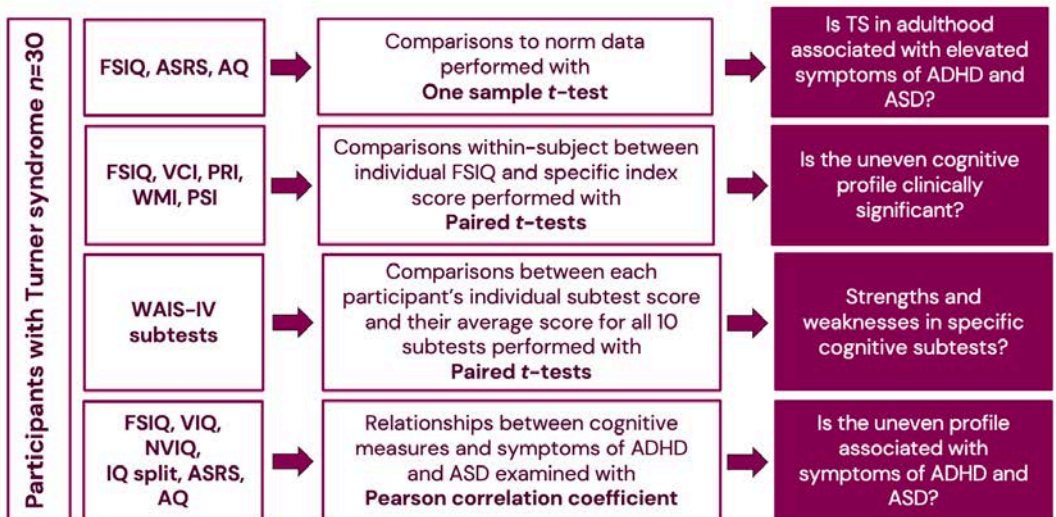 Participants with Turner syndrome n=30
FSIQ, ASRS, AQ
Comparisons to norm data
performed with
One sample t-test
Is TS in adulthood
associated with elevated
symptoms of ADHD and
ASD?
FSIQ, VCI, PRI,
WMI, PSI
Comparisons within-subject between
individual FSIQ and specific index
score performed with
Paired t-tests
Is the uneven cognitive
profile clinically
significant?
WAIS-IV
subtests
Comparisons between each
participant's individual subtest score
and their average score for all 10
subtests performed with
Paired t-tests
Strengths and
weaknesses in specific
cognitive subtests?
FSIQ, VIQ,
NVIQ,
IQ split, ASRS,
AQ
Relationships between cognitive
measures and symptoms of ADHD
and ASD examined with
Pearson correlation coefficient
Is the uneven profile
associated with
symptoms of ADHD and
ASD?